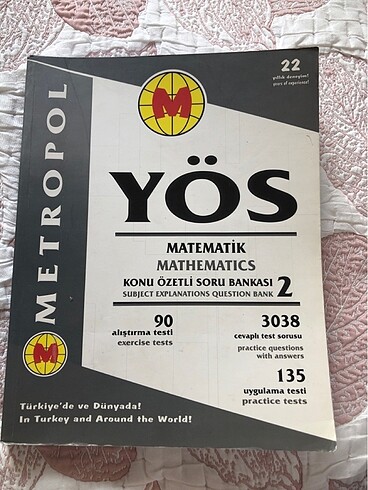 22
yıllık deneyim!
years of experience!
M
METROPOL
YÖS
MATEMATİK
MATHEMATICS
KONU ÖZETLİ SORU BANKASI
SUBJECT EXPLANATIONS QUESTION BANK
2
90
alıştırma testi
exercise tests
3038
cevaplı test sorusu
practice questions
with answers
135
uygulama testi
practice tests
M
Türkiye'de ve Dünyada!
In Turkey and Around the World!